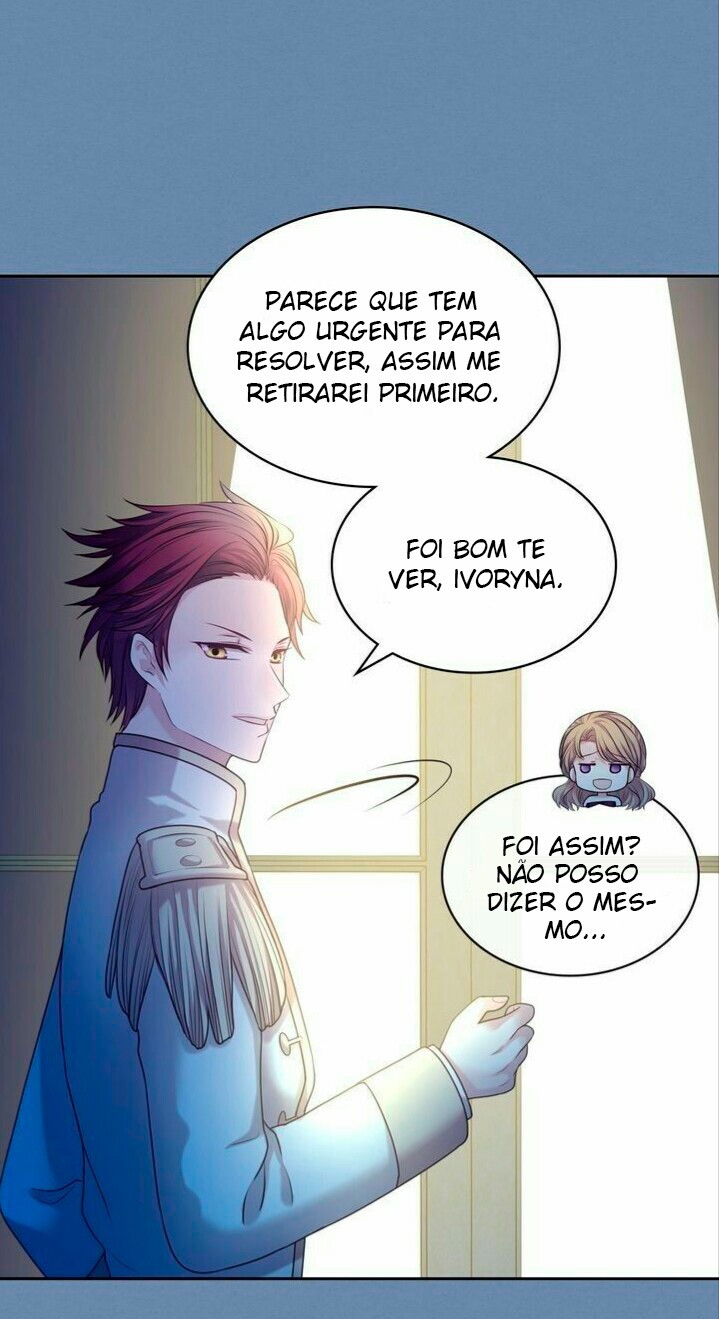 PARECE QUE TEM
ALGO URGENTE PARA
RESOLVER, ASSIM ME
RETIRAREI PRIMEIRO.
FOI BOM TE
VER, IVORYNA.
FOI ASSIM?
NÃO POSSO
DIZER O MES-
MO...